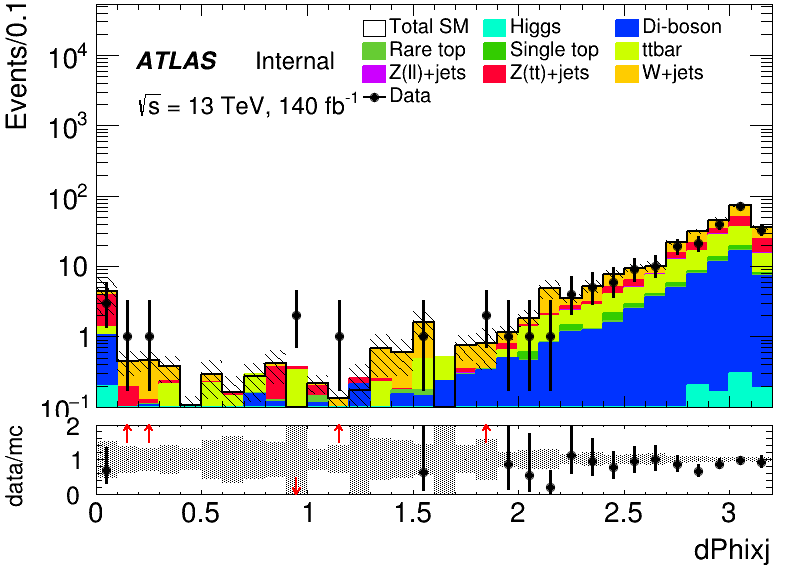 Events/0.1
10⁴
10³
10²
10
1
10⁻¹
ATLAS Internal
√s = 13 TeV, 140 fb⁻¹
Total SM Higgs Di-boson
Rare top Single top ttbar
Z(ll)+jets Z(tt)+jets W+jets
Data
data/mc
2
1
0
0 0.5 1 1.5 2 2.5 3
dPhixj